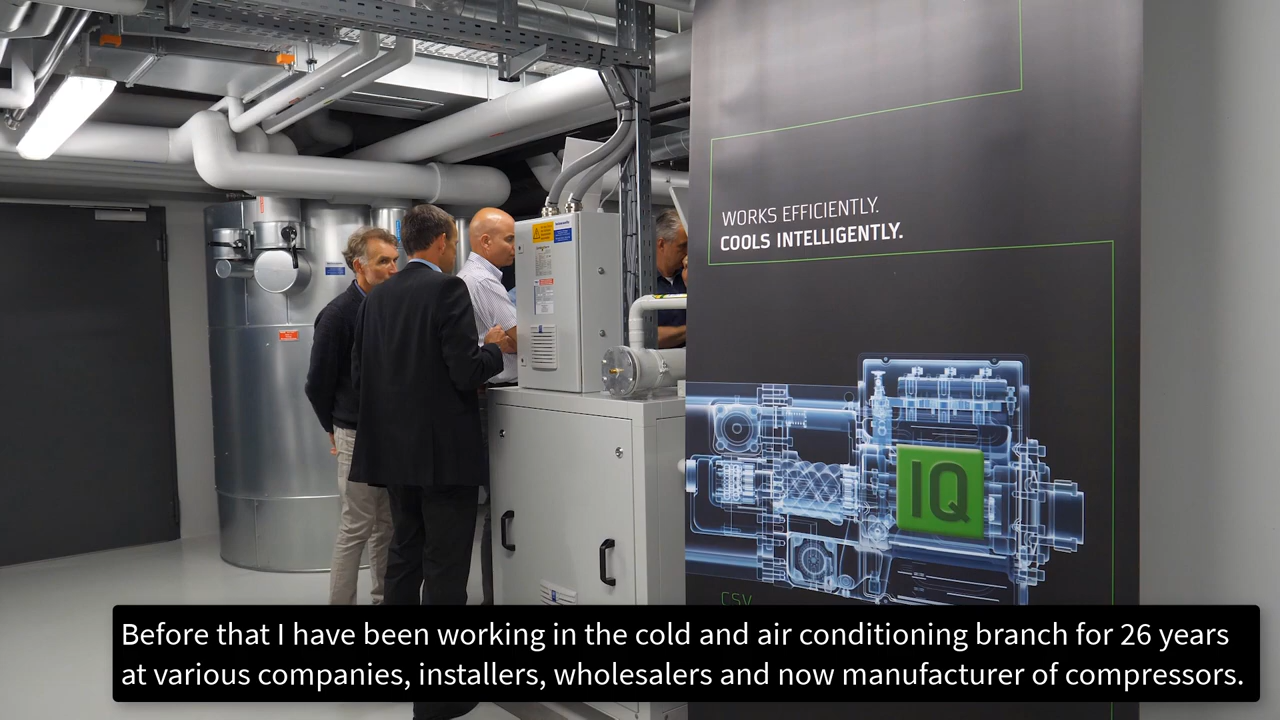 WORKS EFFICIENTLY.
COOLS INTELLIGENTLY.
IQ
CSV
Before that I have been working in the cold and air conditioning branch for 26 years
at various companies, installers, wholesalers and now manufacturer of compressors.